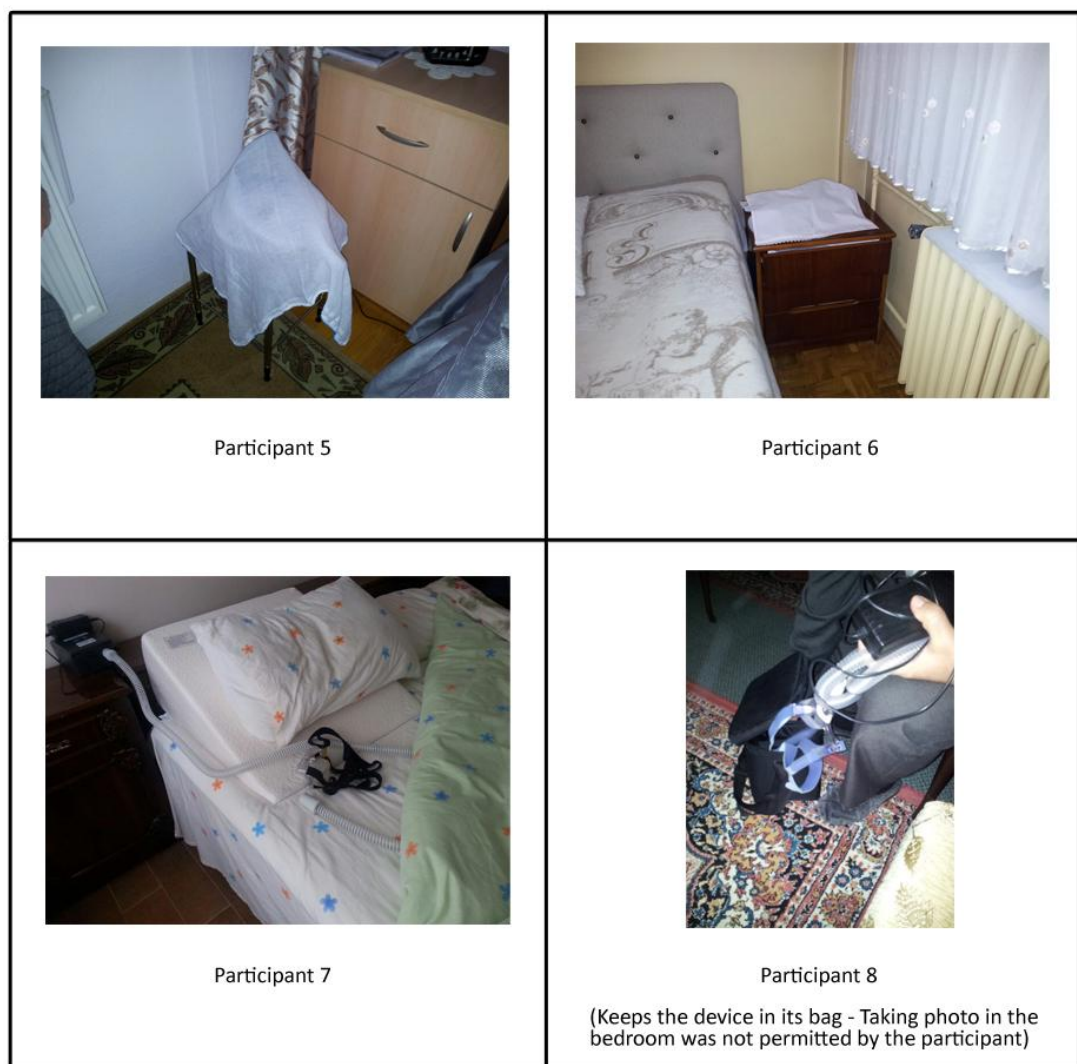 Participant 5
Participant 6
Participant 7
Participant 8
(Keeps the device in its bag - Taking photo in the
bedroom was not permitted by the participant)